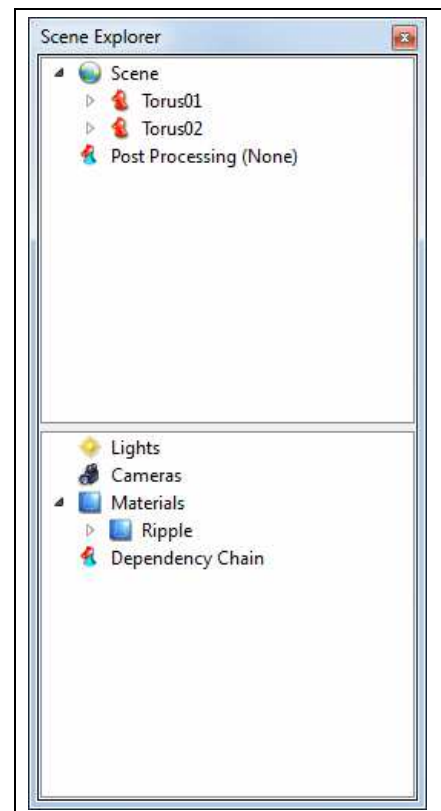 Scene Explorer
Scene
Torus01
Torus02
Post Processing (None)
Lights
Cameras
Materials
Ripple
Dependency Chain